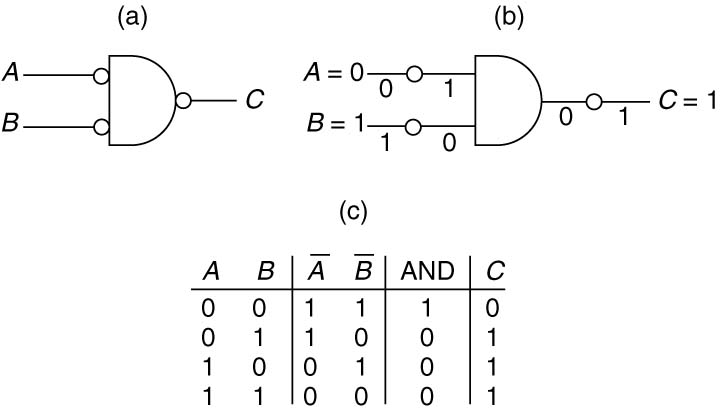 (a)
A
B
C
(b)
A = 0
0
1
B = 1
1
0
0
1
C = 1
(c)
A B A̅ B̅ AND C
0 0 1 1 1 0
0 1 1 0 0 1
1 0 0 1 0 1
1 1 0 0 0 1